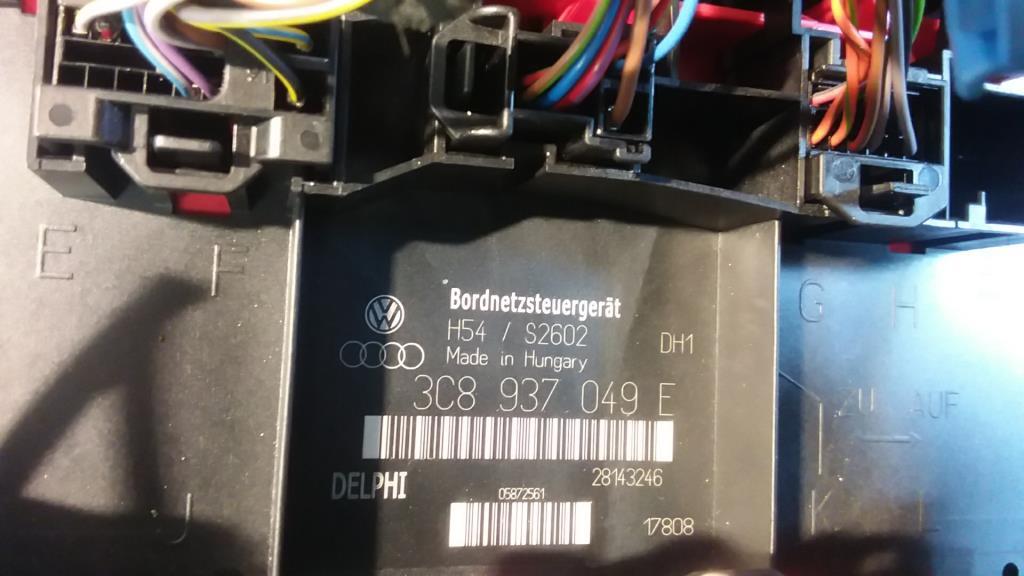 E F
G H
Bordnetzsteuergerät
H54 / S2602 DH1
Made in Hungary
3C8 937 049 E
ZU AUF
DELPHI 28143246
05872561
17808
J
K L